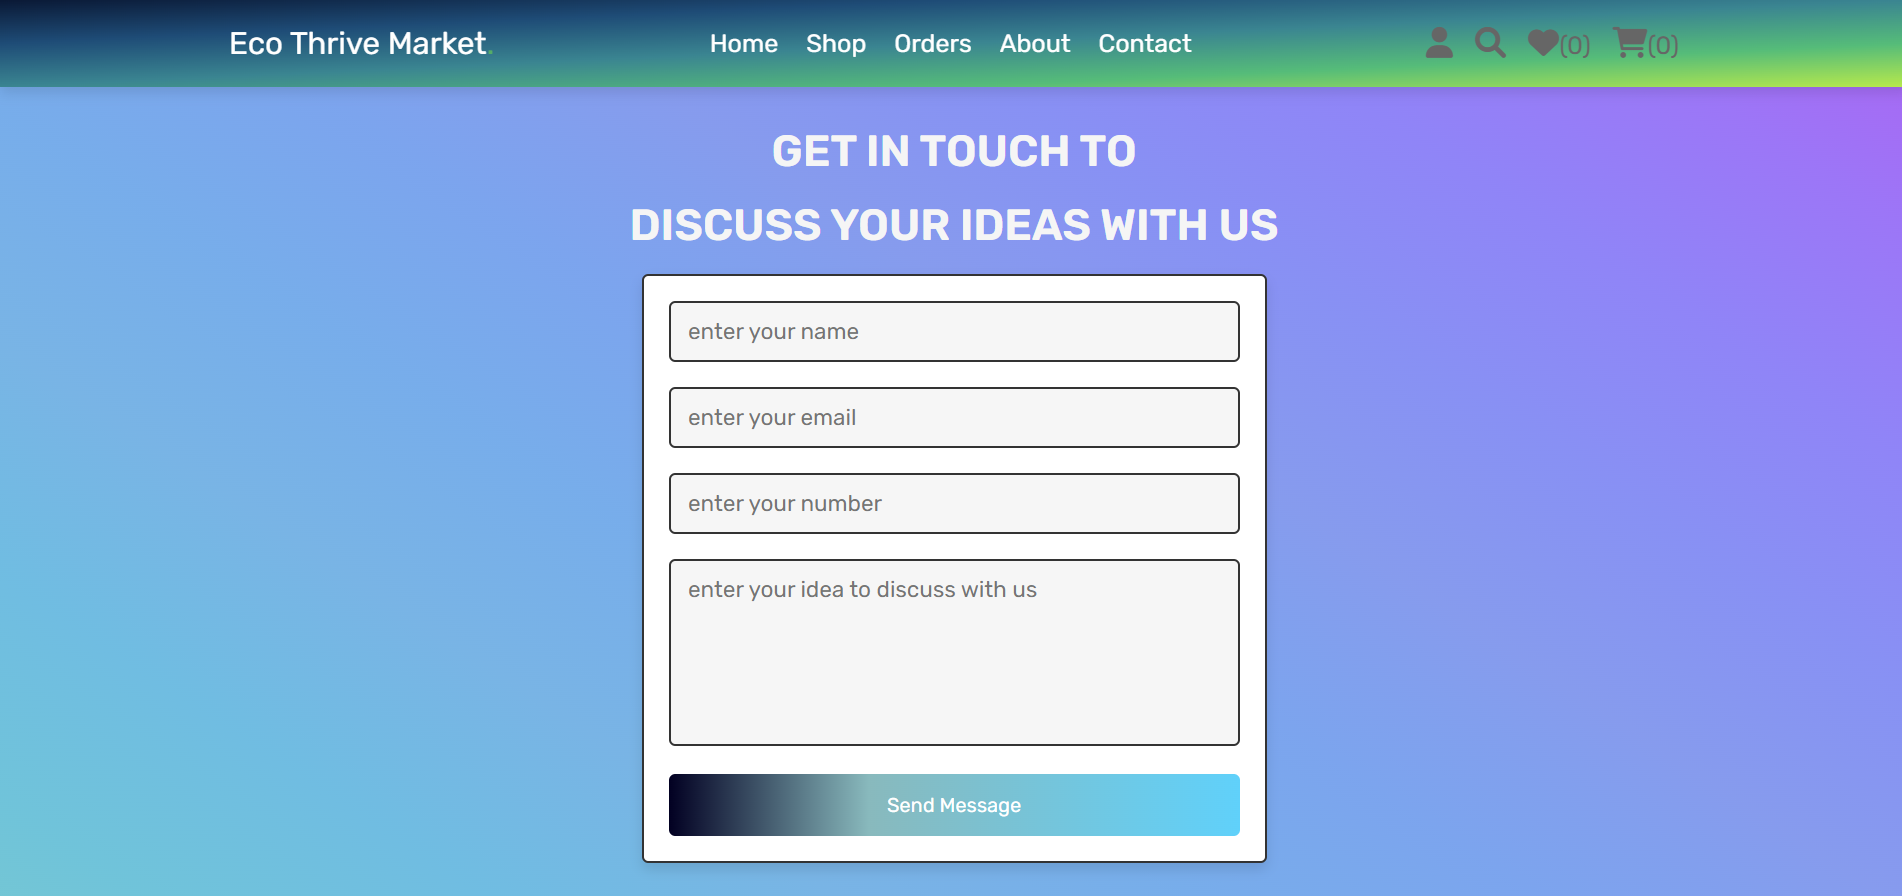 Eco Thrive Market. Home Shop Orders About Contact (0) (0)
GET IN TOUCH TO
DISCUSS YOUR IDEAS WITH US
enter your name
enter your email
enter your number
enter your idea to discuss with us
Send Message